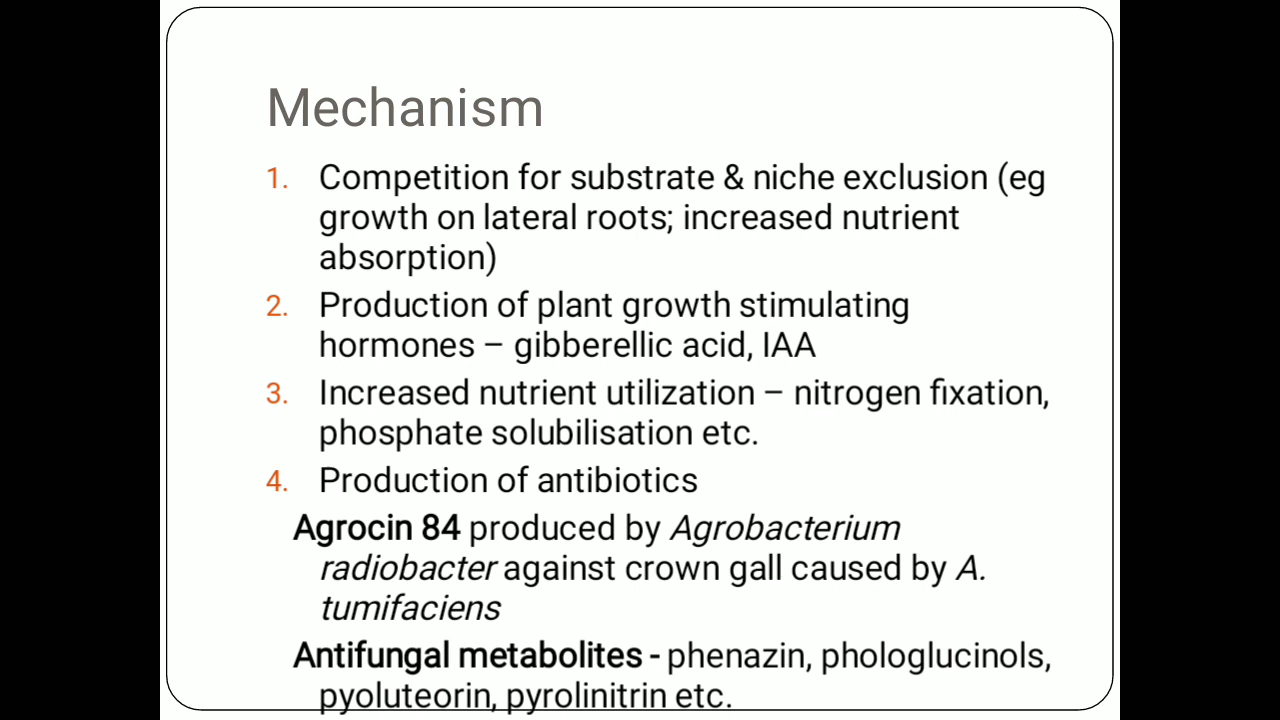 Mechanism
1. Competition for substrate & niche exclusion (eg
growth on lateral roots; increased nutrient
absorption)
2. Production of plant growth stimulating
hormones – gibberellic acid, IAA
3. Increased nutrient utilization – nitrogen fixation,
phosphate solubilisation etc.
4. Production of antibiotics
Agrocin 84 produced by Agrobacterium
radiobacter against crown gall caused by A.
tumifaciens
Antifungal metabolites - phenazin, phologlucinols,
pyoluteorin, pyrolinitrin etc.